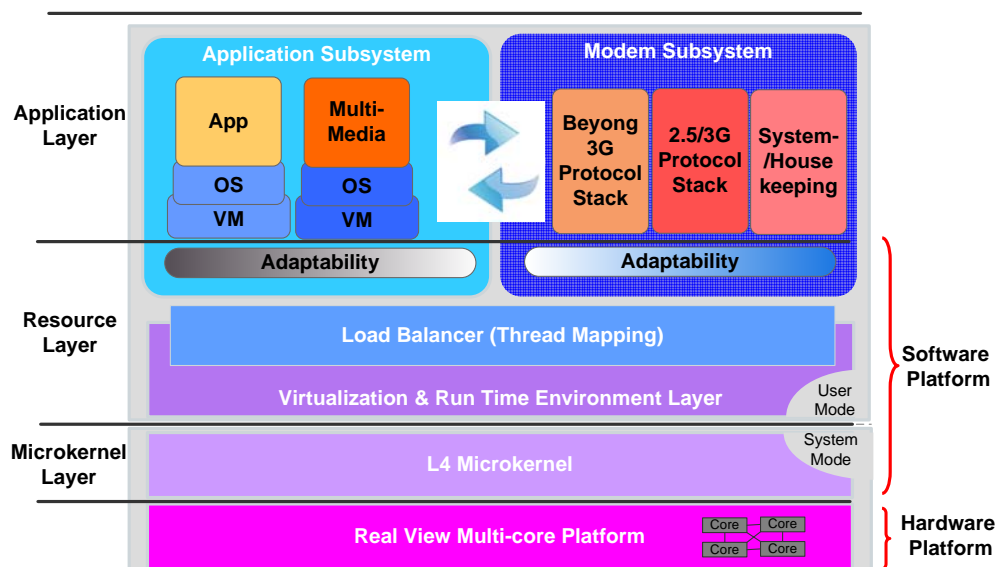 Application Subsystem
Modem Subsystem
Application
Layer
App
OS
VM
Multi-
Media
OS
VM
Beyong
3G
Protocol
Stack
2.5/3G
Protocol
Stack
System-
/House
keeping
Adaptability
Adaptability
Resource
Layer
Load Balancer (Thread Mapping)
Virtualization & Run Time Environment Layer
User
Mode
Software
Platform
Microkernel
Layer
L4 Microkernel
System
Mode
Real View Multi-core Platform
Core
Core
Core
Core
Hardware
Platform